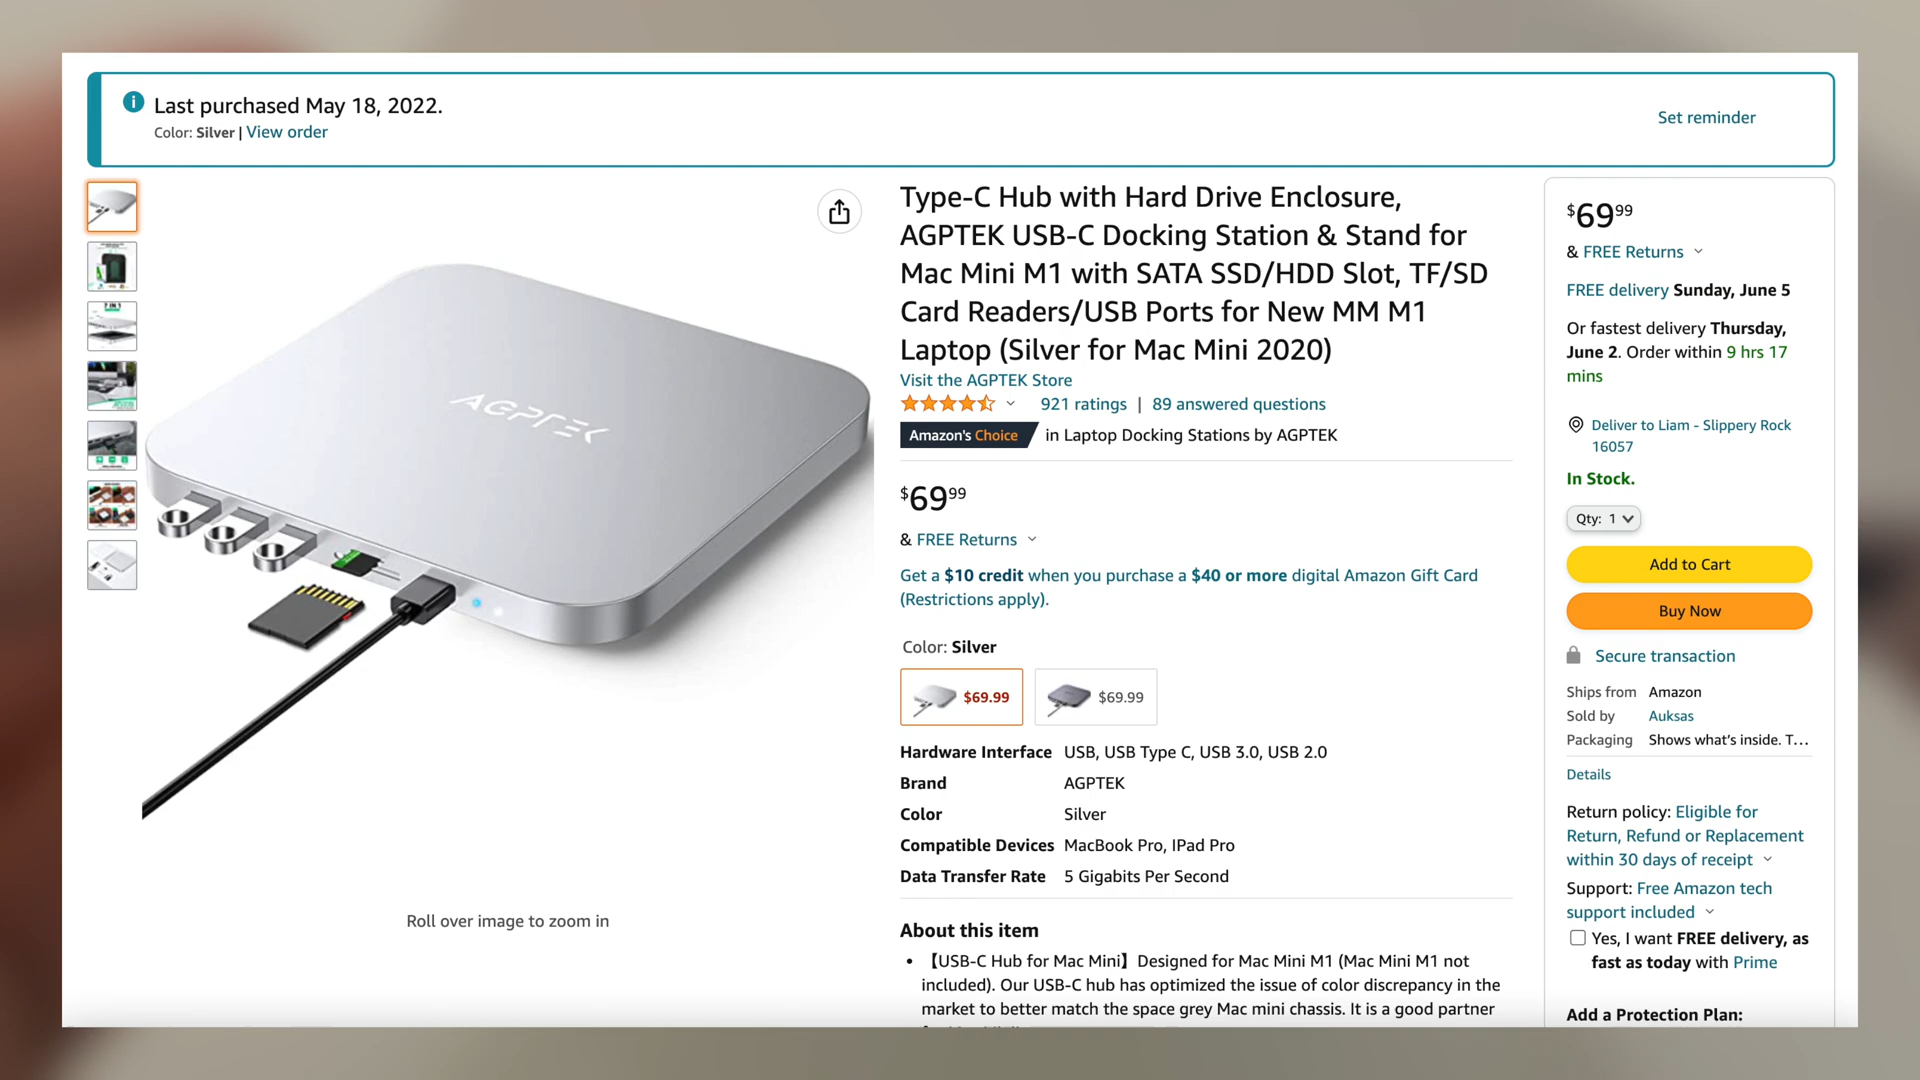 Last purchased May 18, 2022.
Color: Silver | View order
Set reminder
AGPTEK
Roll over image to zoom in
Type-C Hub with Hard Drive Enclosure,
AGPTEK USB-C Docking Station & Stand for
Mac Mini M1 with SATA SSD/HDD Slot, TF/SD
Card Readers/USB Ports for New MM M1
Laptop (Silver for Mac Mini 2020)
Visit the AGPTEK Store
921 ratings | 89 answered questions
Amazon's Choice in Laptop Docking Stations by AGPTEK
$69 99
& FREE Returns
Get a $10 credit when you purchase a $40 or more digital Amazon Gift Card
(Restrictions apply).
Color: Silver
$69.99 $69.99
Hardware Interface USB, USB Type C, USB 3.0, USB 2.0
Brand AGPTEK
Color Silver
Compatible Devices MacBook Pro, IPad Pro
Data Transfer Rate 5 Gigabits Per Second
About this item
• 【USB-C Hub for Mac Mini】Designed for Mac Mini M1 (Mac Mini M1 not
included). Our USB-C hub has optimized the issue of color discrepancy in the
market to better match the space grey Mac mini chassis. It is a good partner
$69 99
& FREE Returns
FREE delivery Sunday, June 5
Or fastest delivery Thursday,
June 2. Order within 9 hrs 17
mins
Deliver to Liam - Slippery Rock
16057
In Stock.
Qty: 1
Add to Cart
Buy Now
Secure transaction
Ships from Amazon
Sold by Auksas
Packaging Shows what's inside. T...
Details
Return policy: Eligible for
Return, Refund or Replacement
within 30 days of receipt
Support: Free Amazon tech
support included
Yes, I want FREE delivery, as
fast as today with Prime
Add a Protection Plan: